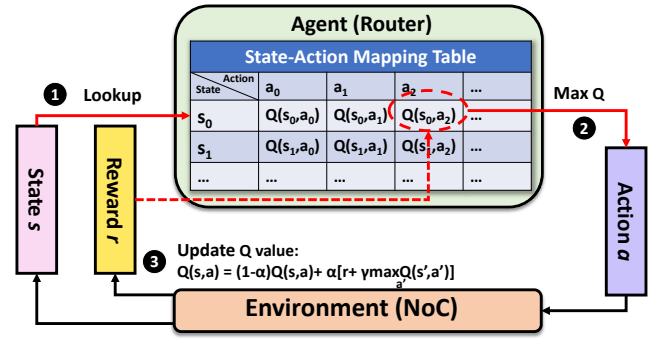 Agent (Router)
State-Action Mapping Table
Action
State
a0 a1 a2 ...
s0 Q(s0,a0) Q(s0,a1) Q(s0,a2) ...
s1 Q(s1,a0) Q(s1,a1) Q(s1,a2) ...
... ... ... ... ...
1 Lookup
Max Q
2
State s
Reward r
Action a
3 Update Q value:
Q(s,a) = (1-α)Q(s,a)+ α[r+ γmaxQ(s',a')]
a'
Environment (NoC)